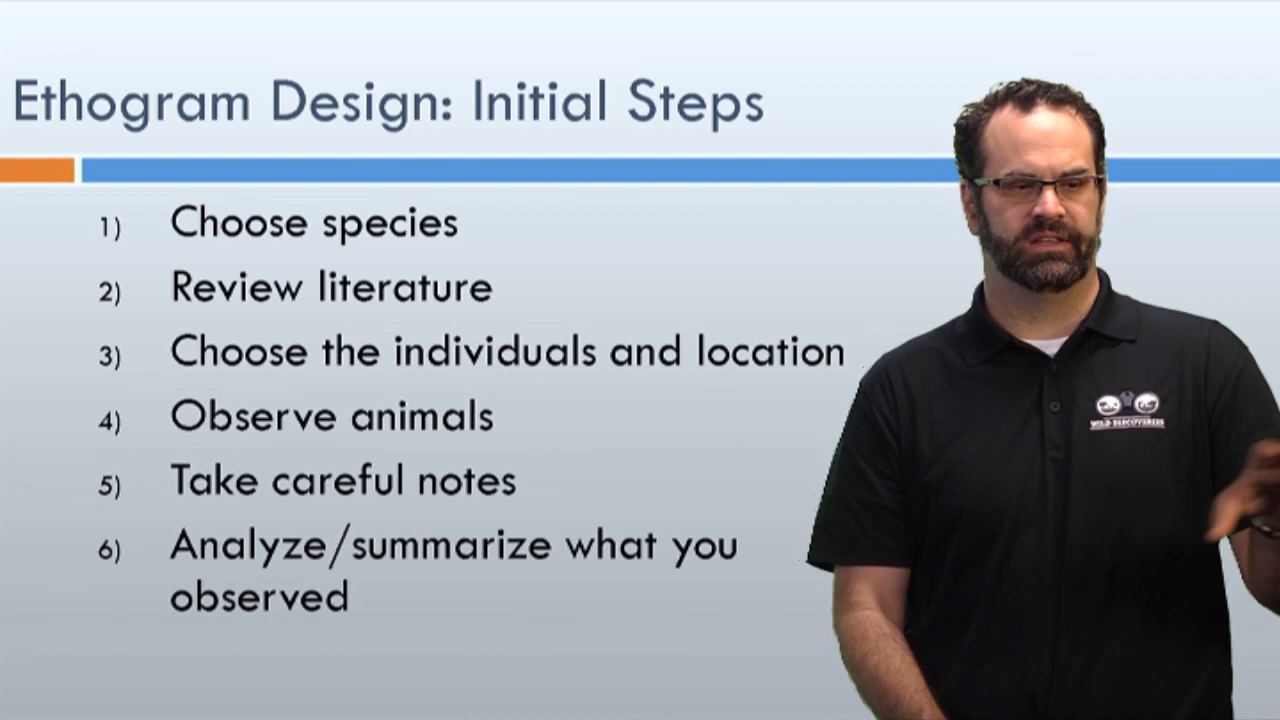 Ethogram Design: Initial Steps
1) Choose species
2) Review literature
3) Choose the individuals and location
4) Observe animals
5) Take careful notes
6) Analyze/summarize what you
observed
WILD DISCOVERIES